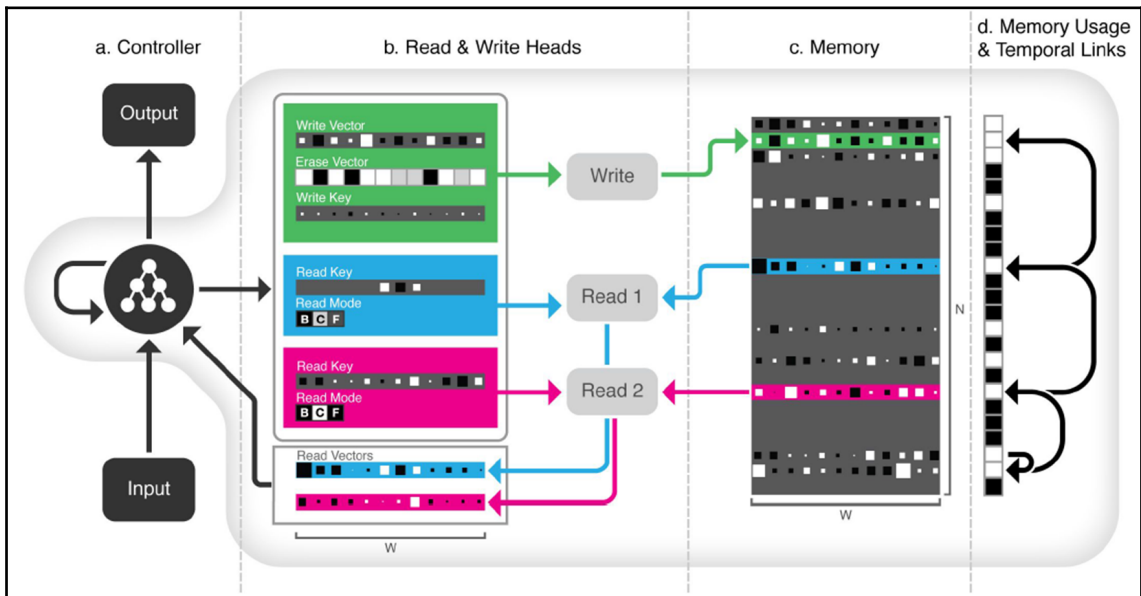 a. Controller
b. Read & Write Heads
c. Memory
d. Memory Usage
& Temporal Links
Output
Input
Write Vector
Erase Vector
Write Key
Read Key
Read Mode
B C F
Read Key
Read Mode
B C F
Read Vectors
W
Write
Read 1
Read 2
N
W